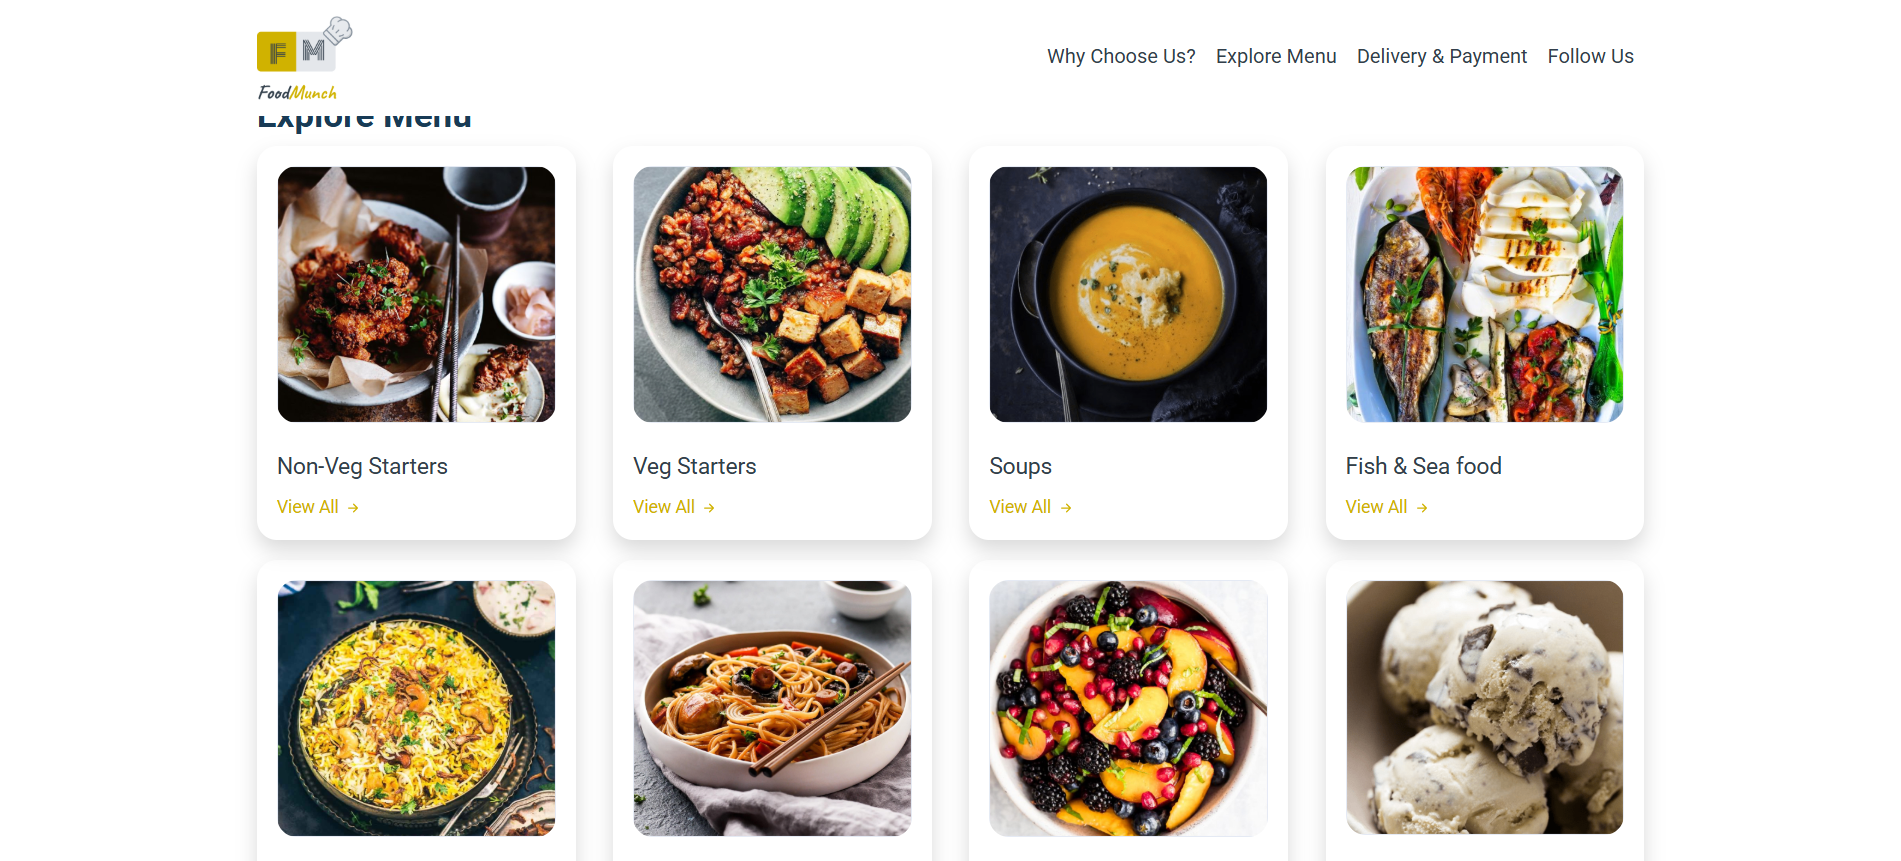 F M
FoodMunch
Why Choose Us? Explore Menu Delivery & Payment Follow Us
Explore Menu
Non-Veg Starters
View All →
Veg Starters
View All →
Soups
View All →
Fish & Sea food
View All →